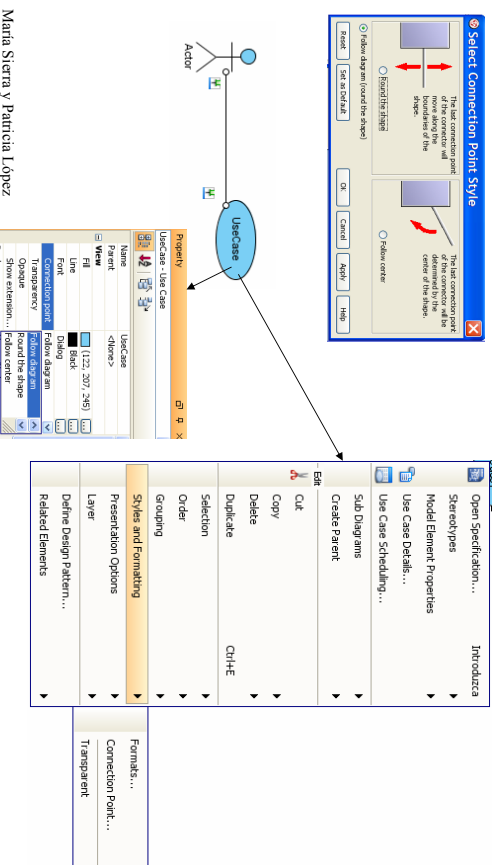 Select Connection Point Style
The last connection point
of the connector will
move along the
boundaries of the
shape.
Round the shape
The last connection point
of the connector will be
determined by the
center of the shape.
Follow center
Follow diagram (round the shape)
Reset
Set as Default
OK
Cancel
Apply
Help
Actor
UseCase
Property
UseCase - Use Case
Name UseCase
Parent <None>
View
Fill (122, 207, 245) ...
Line Black ...
Font Dialog ...
Connection point Follow diagram
Transparency Follow diagram
Opaque Round the shape
Show extension... Follow center
Open Specification... Introduzca
Stereotypes
Model Element Properties
Use Case Details...
Use Case Scheduling...
Sub Diagrams
Create Parent
Edit
Cut
Copy
Delete
Duplicate Ctrl+E
Selection
Order
Grouping
Styles and Formatting
Presentation Options
Layer
Define Design Pattern...
Related Elements
Formats...
Connection Point...
Transparent
María Sierra y Patricia López